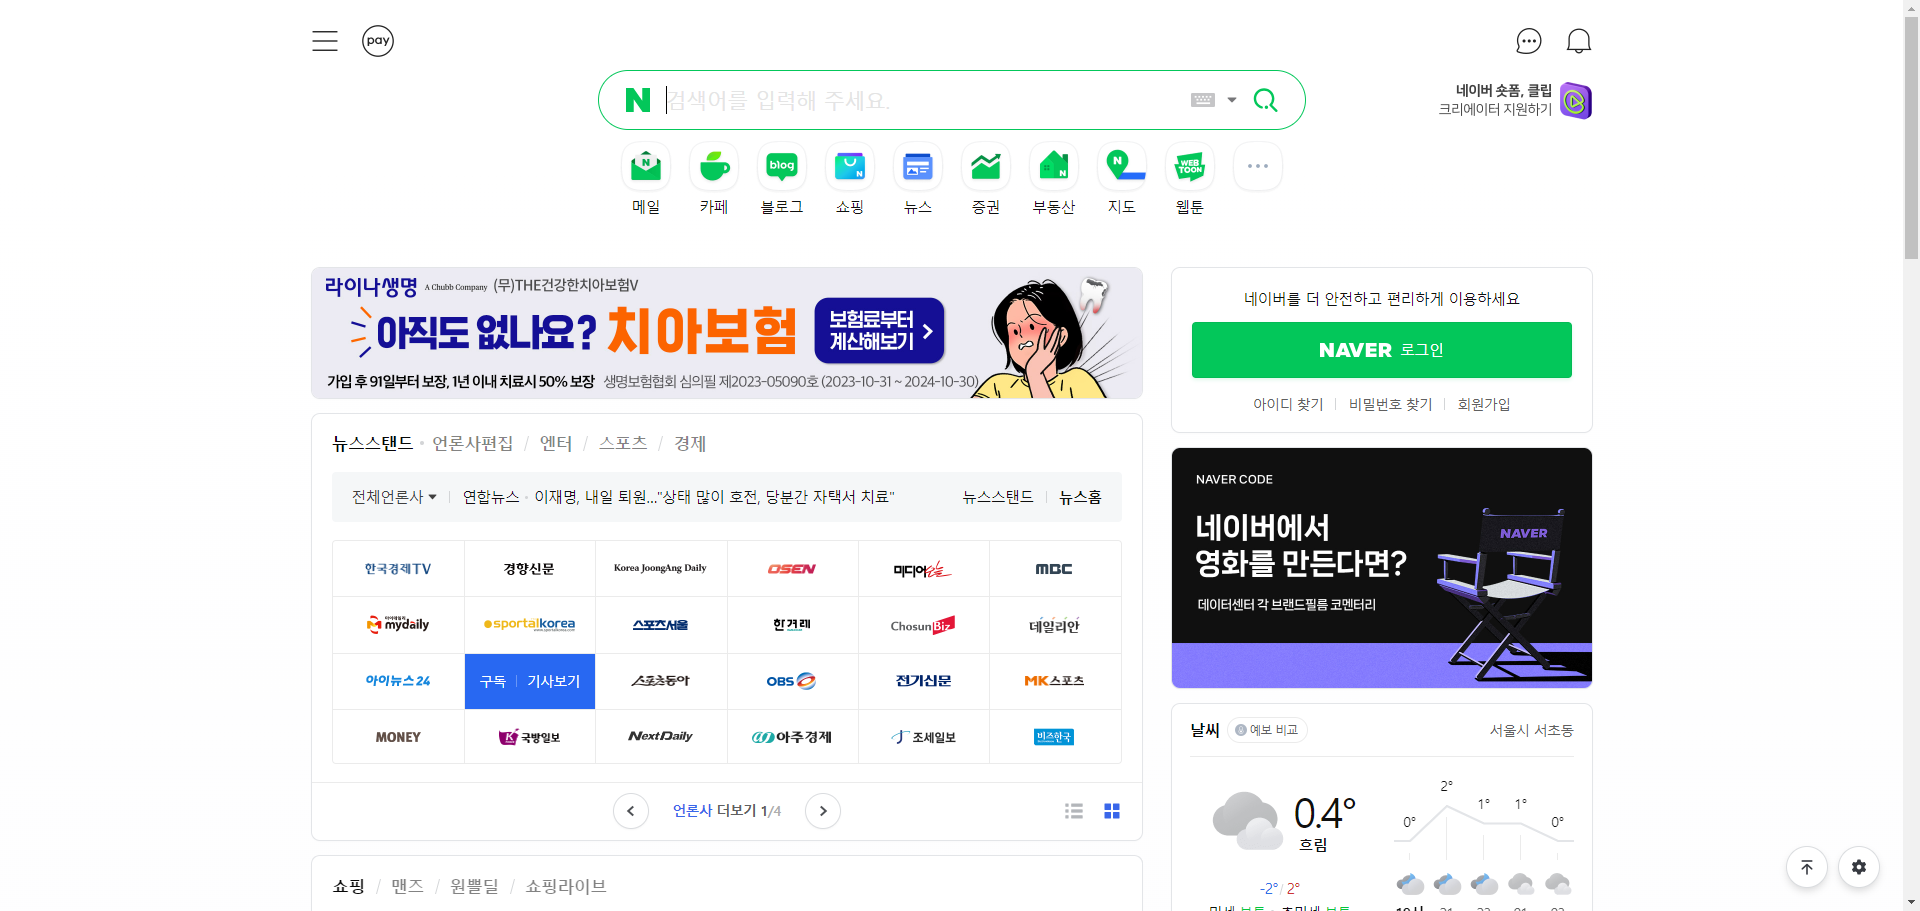 pay
N 검색어를 입력해 주세요.
네이버 숏폼, 클립
크리에이터 지원하기
N
blog
N
N
N
WEB
TOON
메일
카페
블로그
쇼핑
뉴스
증권
부동산
지도
웹툰
라이나생명 A Chubb Company (무)THE건강한치아보험V
아직도 없나요? 치아보험
보험료부터
계산해보기
가입 후 91일부터 보장, 1년 이내 치료시 50% 보장 생명보험협회 심의필 제2023-05090호 (2023-10-31 ~ 2024-10-30)
네이버를 더 안전하고 편리하게 이용하세요
NAVER 로그인
아이디 찾기
비밀번호 찾기
회원가입
뉴스스탠드 · 언론사편집 / 엔터 / 스포츠 / 경제
전체언론사
연합뉴스 · 이재명, 내일 퇴원..."상태 많이 호전, 당분간 자택서 치료"
뉴스스탠드
뉴스홈
한국경제TV
경향신문
Korea JoongAng Daily
OSEN
미디어오늘
MBC
마이데일리
mydaily
sportalkorea
www.sportalkorea.com
스포츠서울
한겨레
ChosunBiz
데일리안
아이뉴스24
구독 | 기사보기
스포츠동아
OBS
전기신문
MK스포츠
MONEY
K 국방일보
NextDaily
아주경제
조세일보
비즈한국
언론사 더보기 1/4
NAVER CODE
네이버에서
영화를 만든다면?
데이터센터 각 브랜드필름 코멘터리
NAVER
날씨
예보 비교
서울시 서초동
0.4°
흐림
-2° / 2°
0°
2°
1°
1°
0°
쇼핑 / 맨즈 / 원쁠딜 / 쇼핑라이브